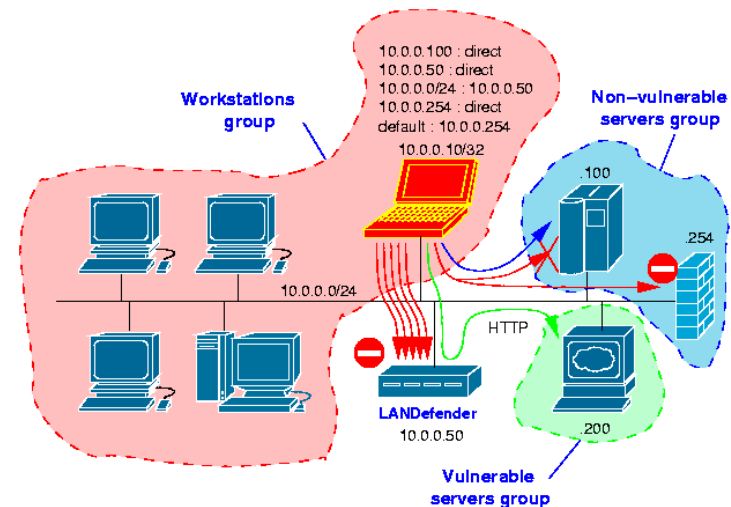 10.0.0.100 : direct
10.0.0.50 : direct
10.0.0.0/24 : 10.0.0.50
10.0.0.254 : direct
default : 10.0.0.254
10.0.0.10/32
Workstations
group
Non–vulnerable
servers group
.100
.254
10.0.0.0/24
HTTP
LANDefender
10.0.0.50
.200
Vulnerable
servers group